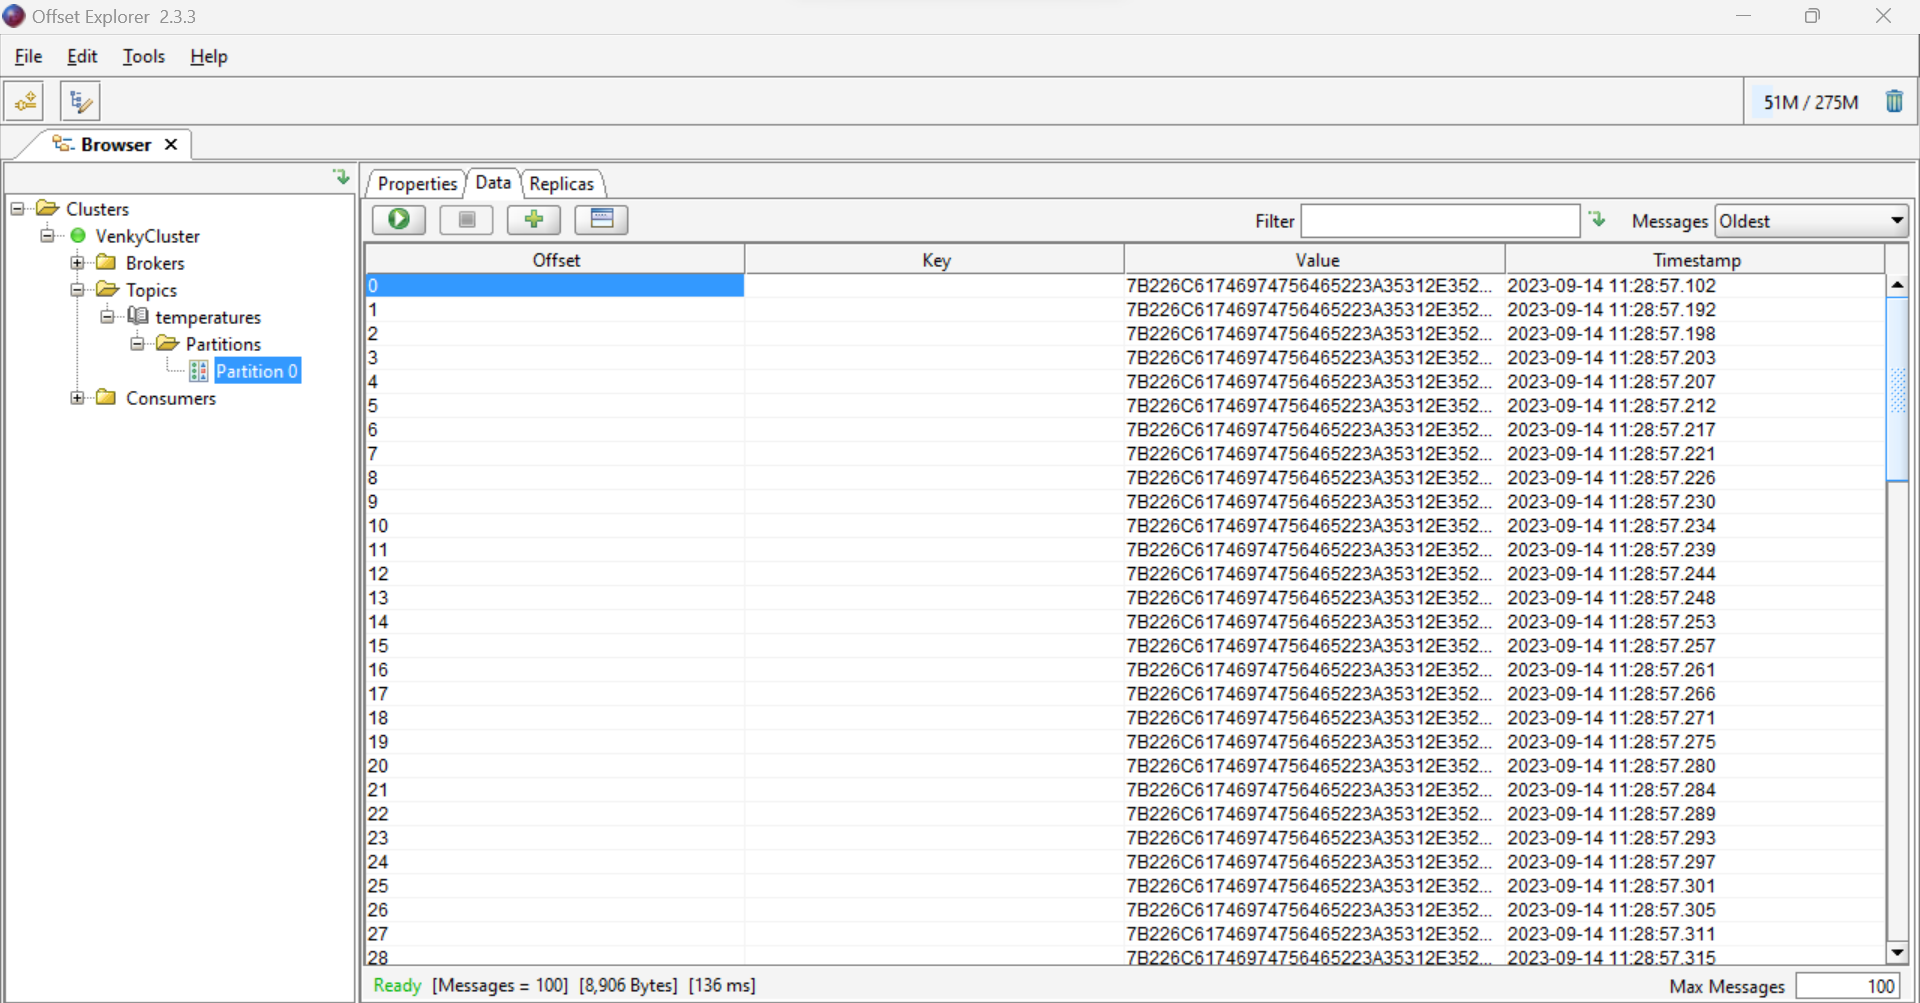 Offset Explorer 2.3.3
File Edit Tools Help
51M / 275M
Browser
Properties Data Replicas
Filter Messages Oldest
Clusters
VenkyCluster
Brokers
Topics
temperatures
Partitions
Partition 0
Consumers
Offset Key Value Timestamp
0 7B226C61746974756465223A35312E352... 2023-09-14 11:28:57.102
1 7B226C61746974756465223A35312E352... 2023-09-14 11:28:57.192
2 7B226C61746974756465223A35312E352... 2023-09-14 11:28:57.198
3 7B226C61746974756465223A35312E352... 2023-09-14 11:28:57.203
4 7B226C61746974756465223A35312E352... 2023-09-14 11:28:57.207
5 7B226C61746974756465223A35312E352... 2023-09-14 11:28:57.212
6 7B226C61746974756465223A35312E352... 2023-09-14 11:28:57.217
7 7B226C61746974756465223A35312E352... 2023-09-14 11:28:57.221
8 7B226C61746974756465223A35312E352... 2023-09-14 11:28:57.226
9 7B226C61746974756465223A35312E352... 2023-09-14 11:28:57.230
10 7B226C61746974756465223A35312E352... 2023-09-14 11:28:57.234
11 7B226C61746974756465223A35312E352... 2023-09-14 11:28:57.239
12 7B226C61746974756465223A35312E352... 2023-09-14 11:28:57.244
13 7B226C61746974756465223A35312E352... 2023-09-14 11:28:57.248
14 7B226C61746974756465223A35312E352... 2023-09-14 11:28:57.253
15 7B226C61746974756465223A35312E352... 2023-09-14 11:28:57.257
16 7B226C61746974756465223A35312E352... 2023-09-14 11:28:57.261
17 7B226C61746974756465223A35312E352... 2023-09-14 11:28:57.266
18 7B226C61746974756465223A35312E352... 2023-09-14 11:28:57.271
19 7B226C61746974756465223A35312E352... 2023-09-14 11:28:57.275
20 7B226C61746974756465223A35312E352... 2023-09-14 11:28:57.280
21 7B226C61746974756465223A35312E352... 2023-09-14 11:28:57.284
22 7B226C61746974756465223A35312E352... 2023-09-14 11:28:57.289
23 7B226C61746974756465223A35312E352... 2023-09-14 11:28:57.293
24 7B226C61746974756465223A35312E352... 2023-09-14 11:28:57.297
25 7B226C61746974756465223A35312E352... 2023-09-14 11:28:57.301
26 7B226C61746974756465223A35312E352... 2023-09-14 11:28:57.305
27 7B226C61746974756465223A35312E352... 2023-09-14 11:28:57.311
28 7B226C61746974756465223A35312E352... 2023-09-14 11:28:57.315
Ready [Messages = 100] [8,906 Bytes] [136 ms] Max Messages 100